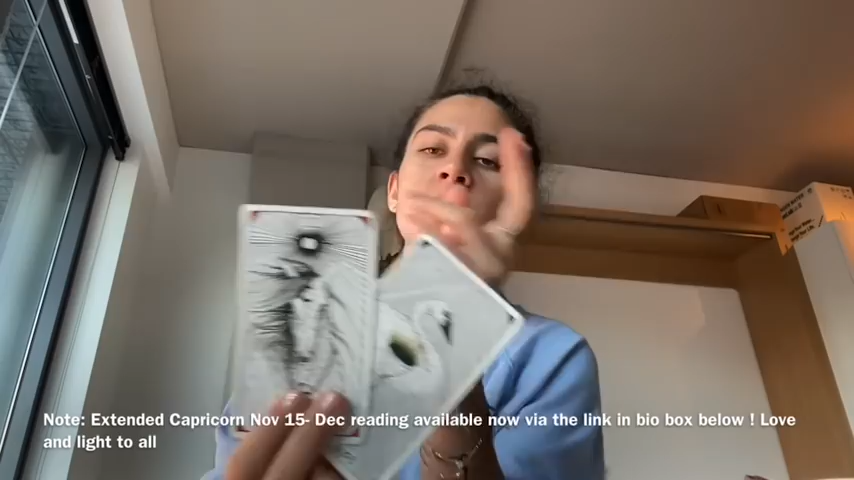 Note: Extended Capricorn Nov 15- Dec reading available now via the link in bio box below ! Love
and light to all